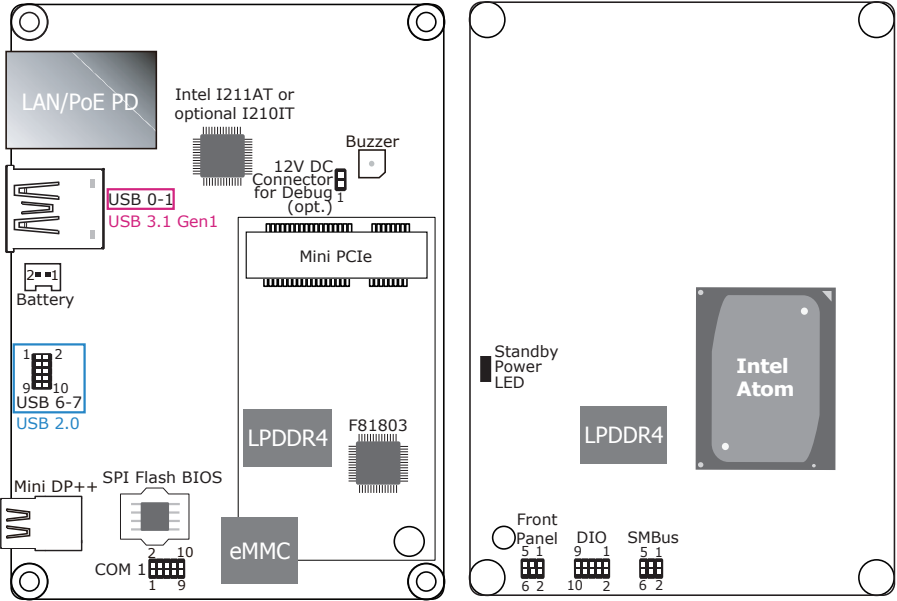 LAN/PoE PD
Intel I211AT or
optional I210IT
Buzzer
12V DC
Connector
for Debug
(opt.)
1
USB 0-1
USB 3.1 Gen1
Mini PCIe
2 1
Battery
1 2
9 10
USB 6-7
USB 2.0
LPDDR4
F81803
Mini DP++
SPI Flash BIOS
eMMC
2 10
COM 1
1 9
Standby
Power
LED
Intel
Atom
LPDDR4
Front
Panel
5 1
6 2
DIO
9 1
10 2
SMBus
5 1
6 2